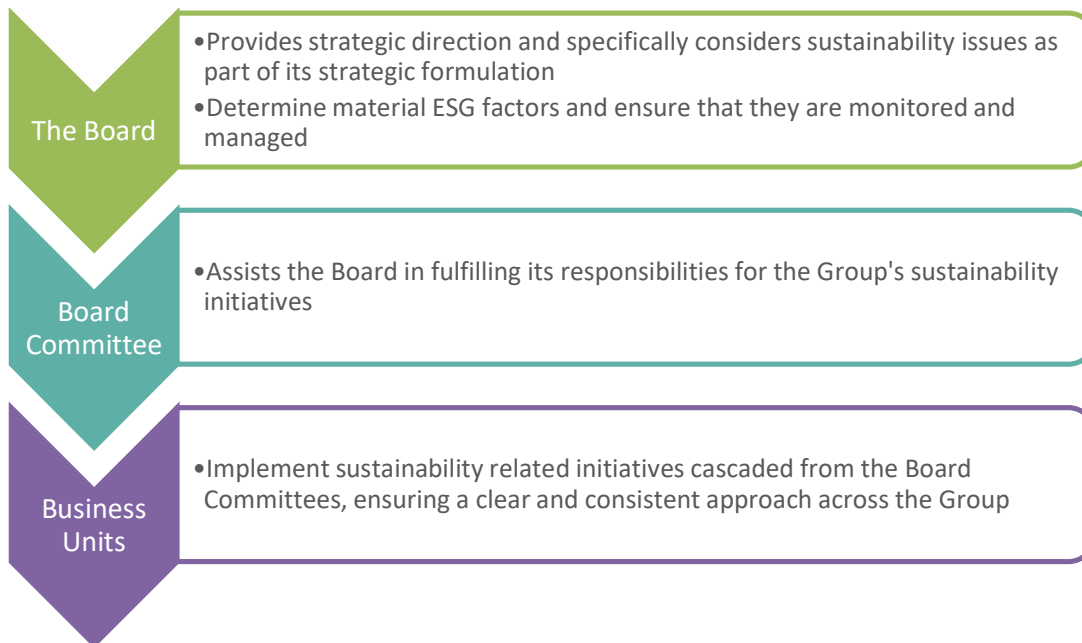 The Board
•Provides strategic direction and specifically considers sustainability issues as
part of its strategic formulation
•Determine material ESG factors and ensure that they are monitored and
managed
Board
Committee
•Assists the Board in fulfilling its responsibilities for the Group's sustainability
initiatives
Business
Units
•Implement sustainability related initiatives cascaded from the Board
Committees, ensuring a clear and consistent approach across the Group